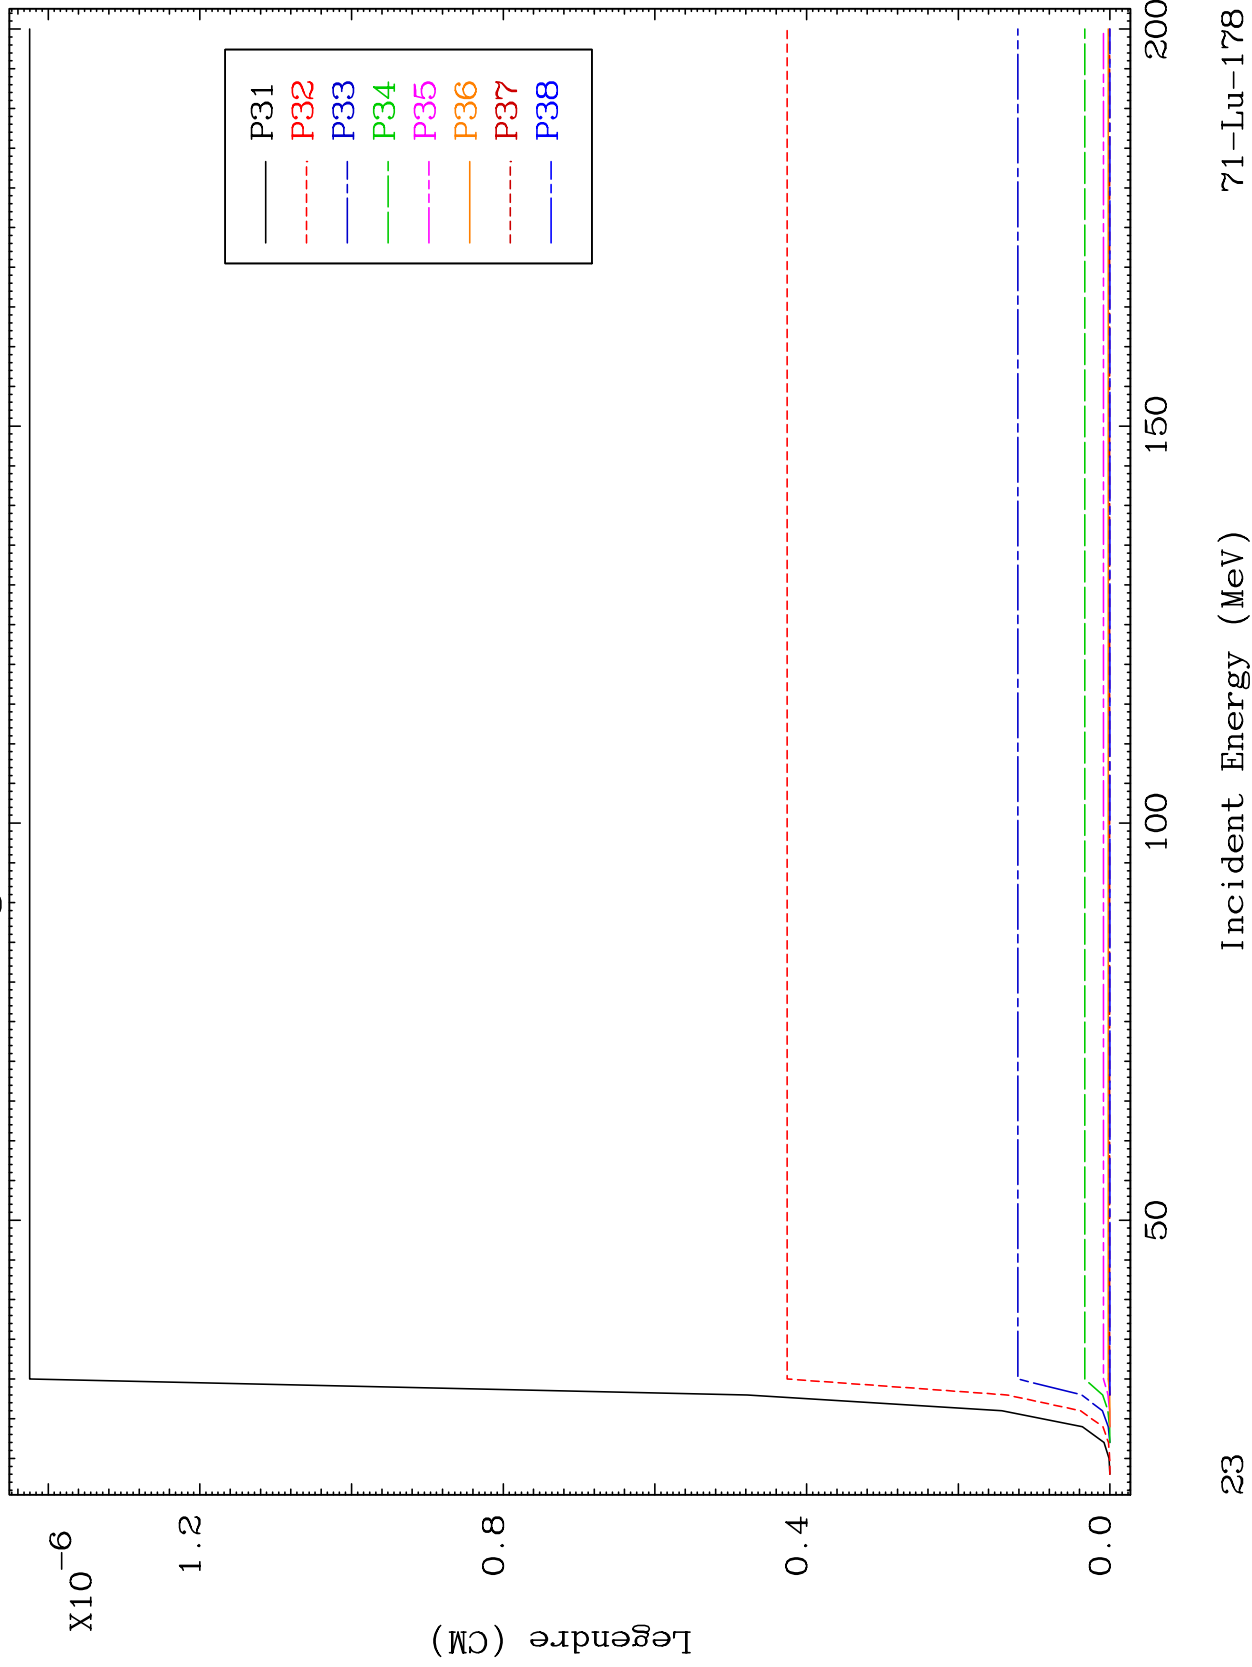 X10-6
1.2
0.8
0.4
0.0
Legendre (CM)
P31
P32
P33
P34
P35
P36
P37
P38
50
100
150
200
Incident Energy (MeV)
23
71-Lu-178